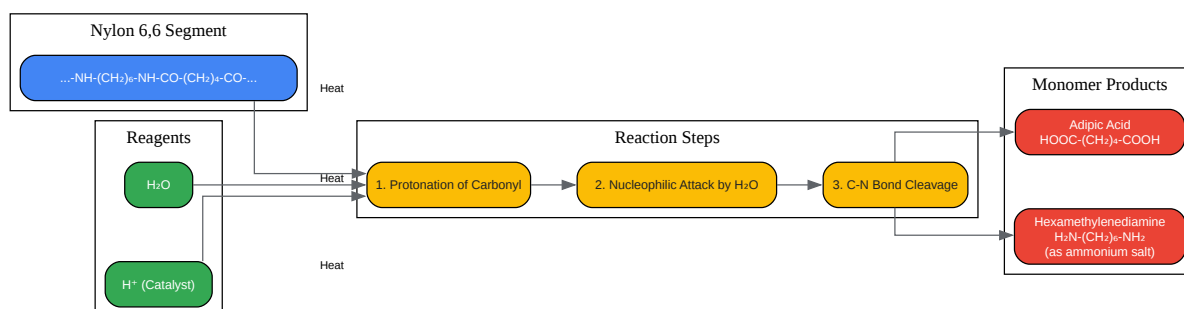 Nylon 6,6 Segment
...-NH-(CH₂)₆-NH-CO-(CH₂)₄-CO-...
Heat
Reagents
H₂O
Heat
H⁺ (Catalyst)
Heat
Reaction Steps
1. Protonation of Carbonyl
2. Nucleophilic Attack by H₂O
3. C-N Bond Cleavage
Monomer Products
Adipic Acid
HOOC-(CH₂)₄-COOH
Hexamethylenediamine
H₂N-(CH₂)₆-NH₂
(as ammonium salt)